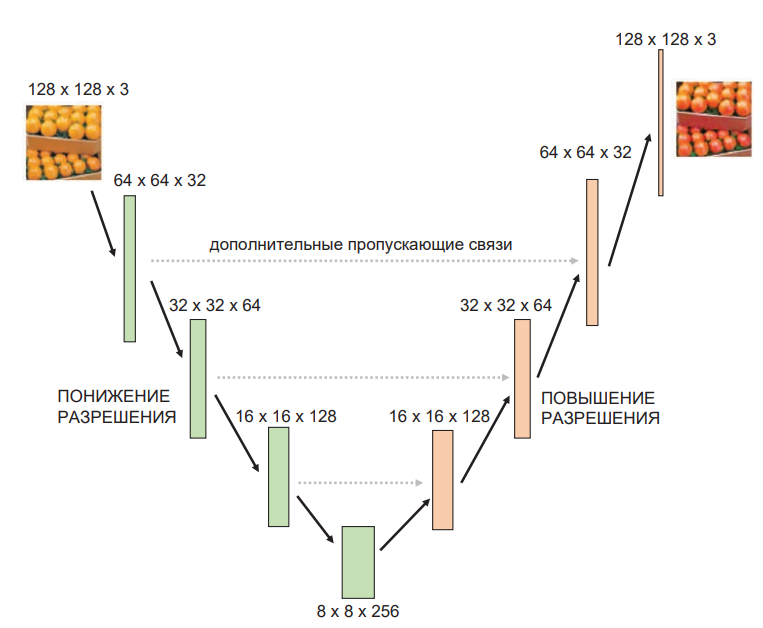 128 x 128 x 3
128 x 128 x 3
64 x 64 x 32
64 x 64 x 32
дополнительные пропускающие связи
32 x 32 x 64
32 x 32 x 64
ПОНИЖЕНИЕ
РАЗРЕШЕНИЯ
ПОВЫШЕНИЕ
РАЗРЕШЕНИЯ
16 x 16 x 128
16 x 16 x 128
8 x 8 x 256